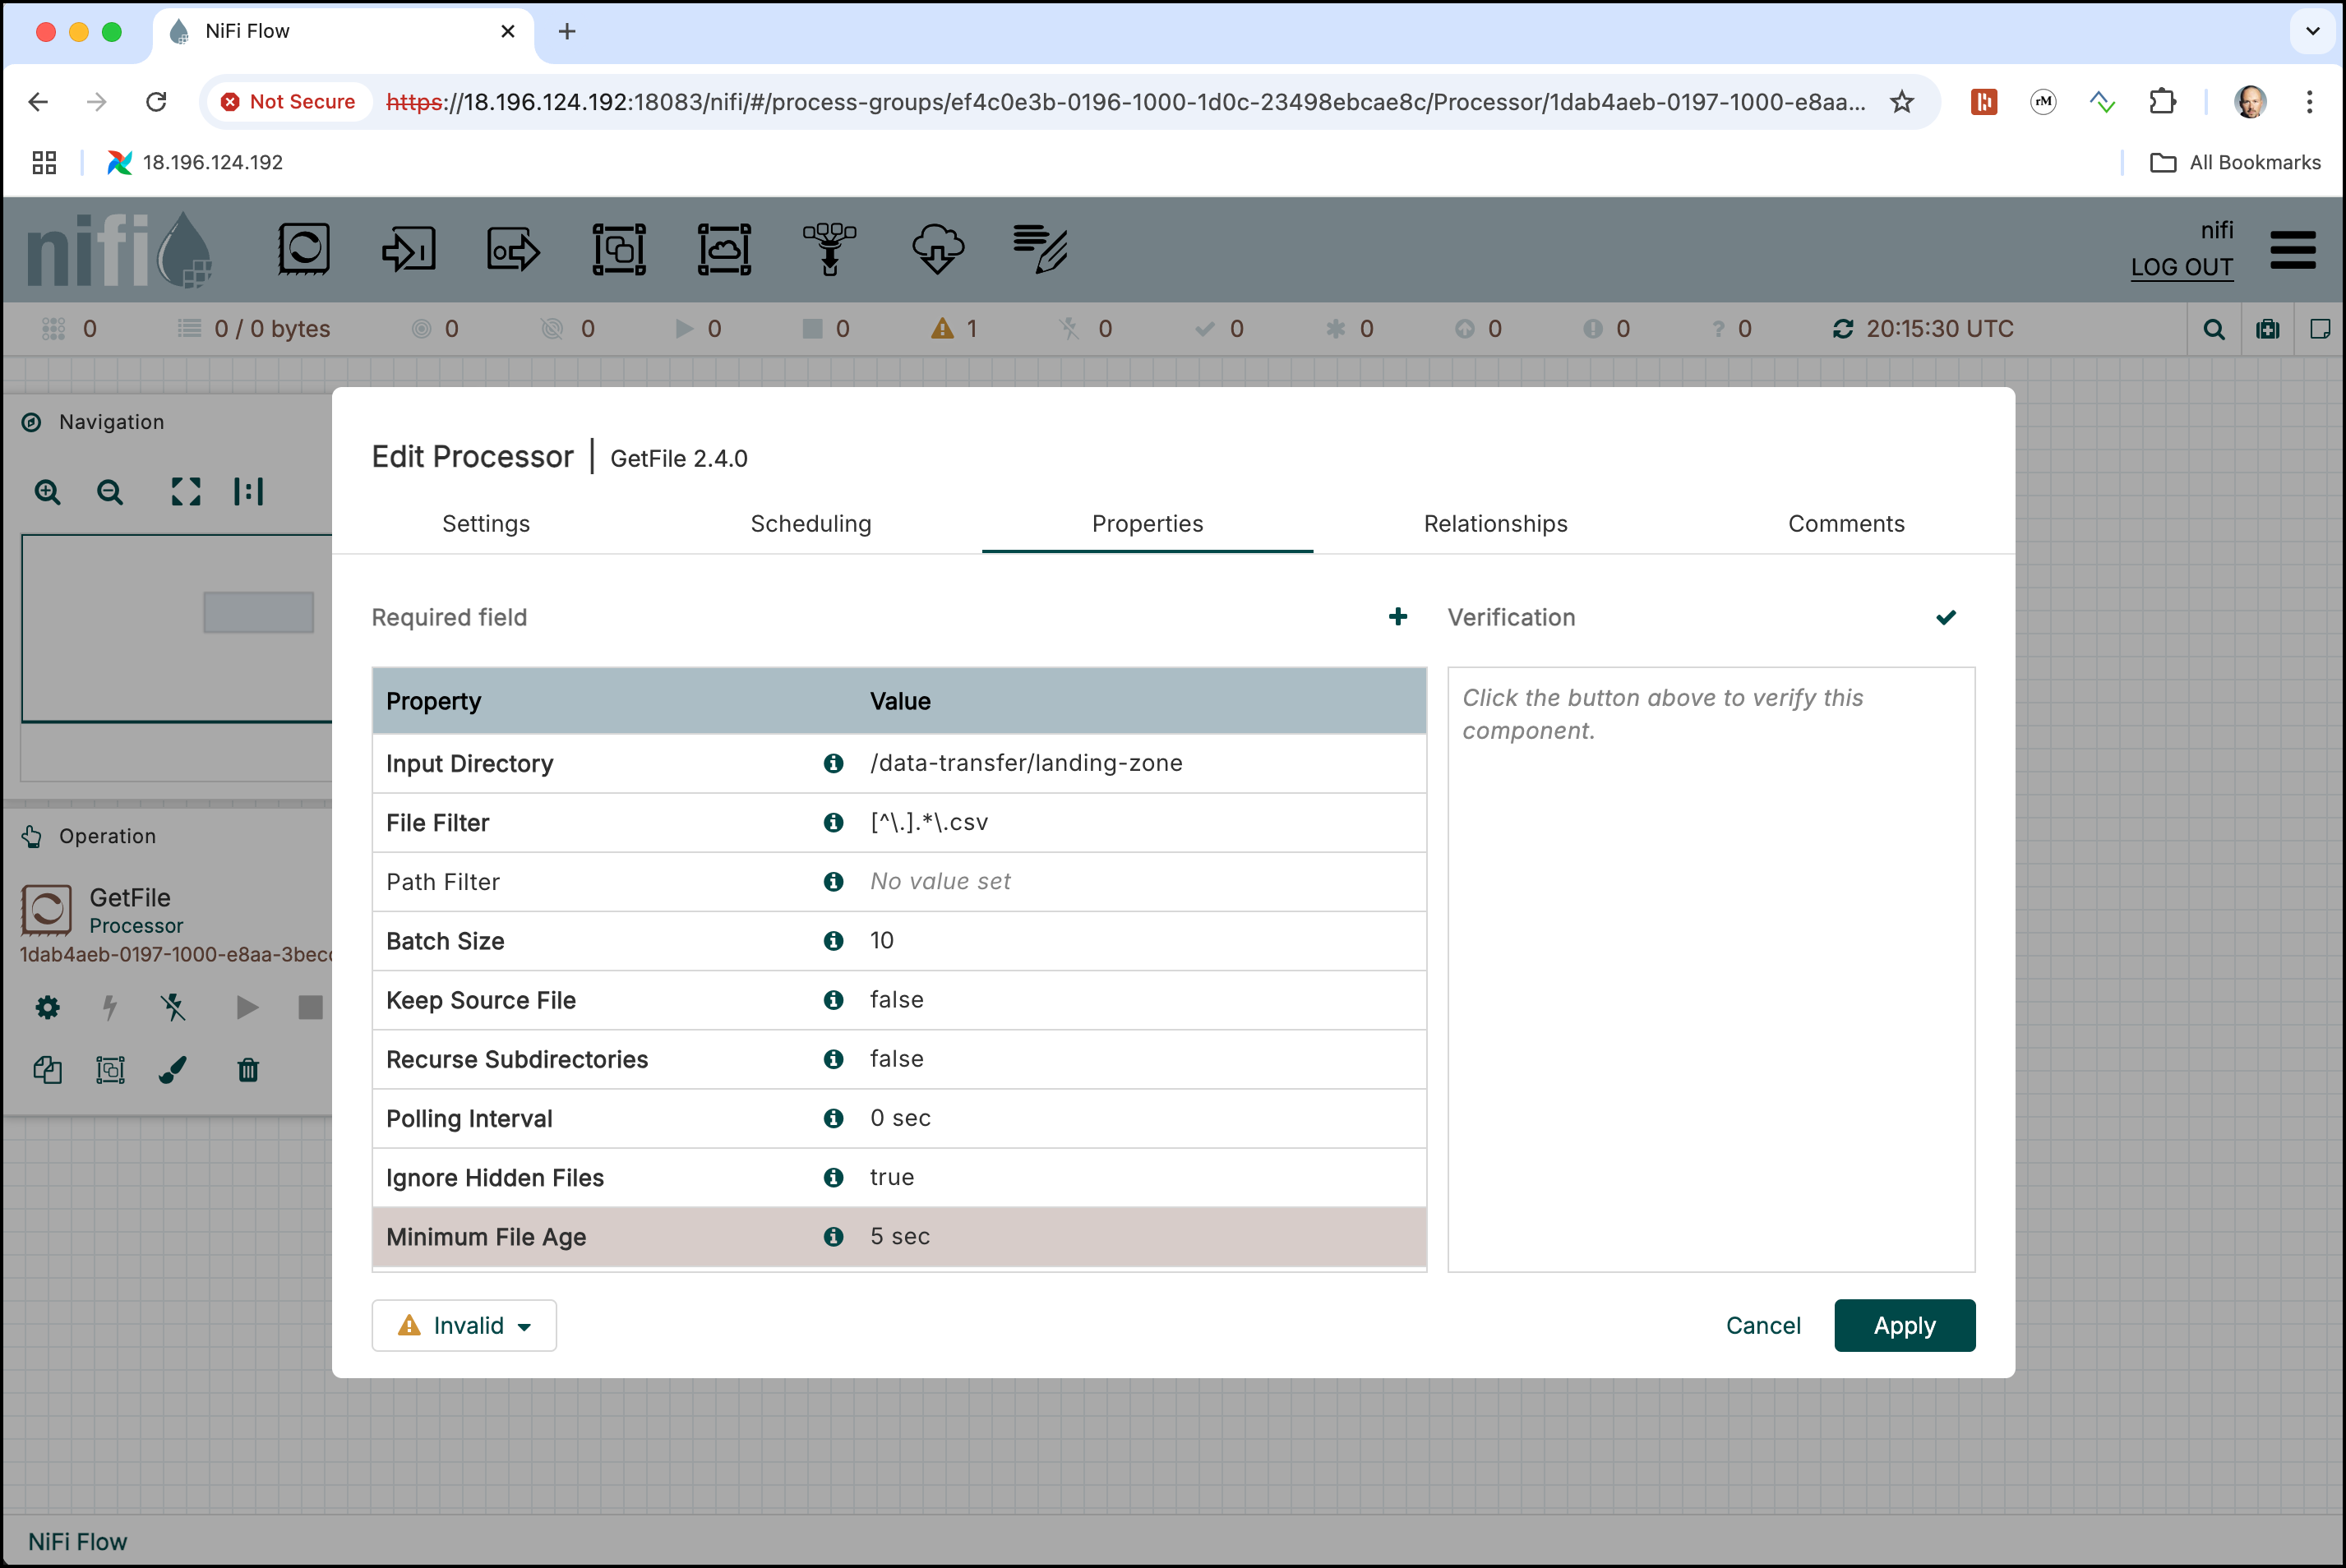 NiFi Flow
Not Secure https://18.196.124.192:18083/nifi/#/process-groups/ef4c0e3b-0196-1000-1d0c-23498ebcae8c/Processor/1dab4aeb-0197-1000-e8aa... rM
18.196.124.192 All Bookmarks
nifi nifi
LOG OUT
0 0 / 0 bytes 0 0 0 0 1 0 0 0 0 0 ? 0 20:15:30 UTC
Navigation
Edit Processor | GetFile 2.4.0
Settings Scheduling Properties Relationships Comments
Required field Verification
Property Value
Click the button above to verify this
component.
Input Directory /data-transfer/landing-zone
File Filter [^\.].*\.csv
Path Filter No value set
Batch Size 10
Keep Source File false
Recurse Subdirectories false
Polling Interval 0 sec
Ignore Hidden Files true
Minimum File Age 5 sec
Invalid Cancel Apply
Operation
GetFile
Processor
1dab4aeb-0197-1000-e8aa-3bec
NiFi Flow